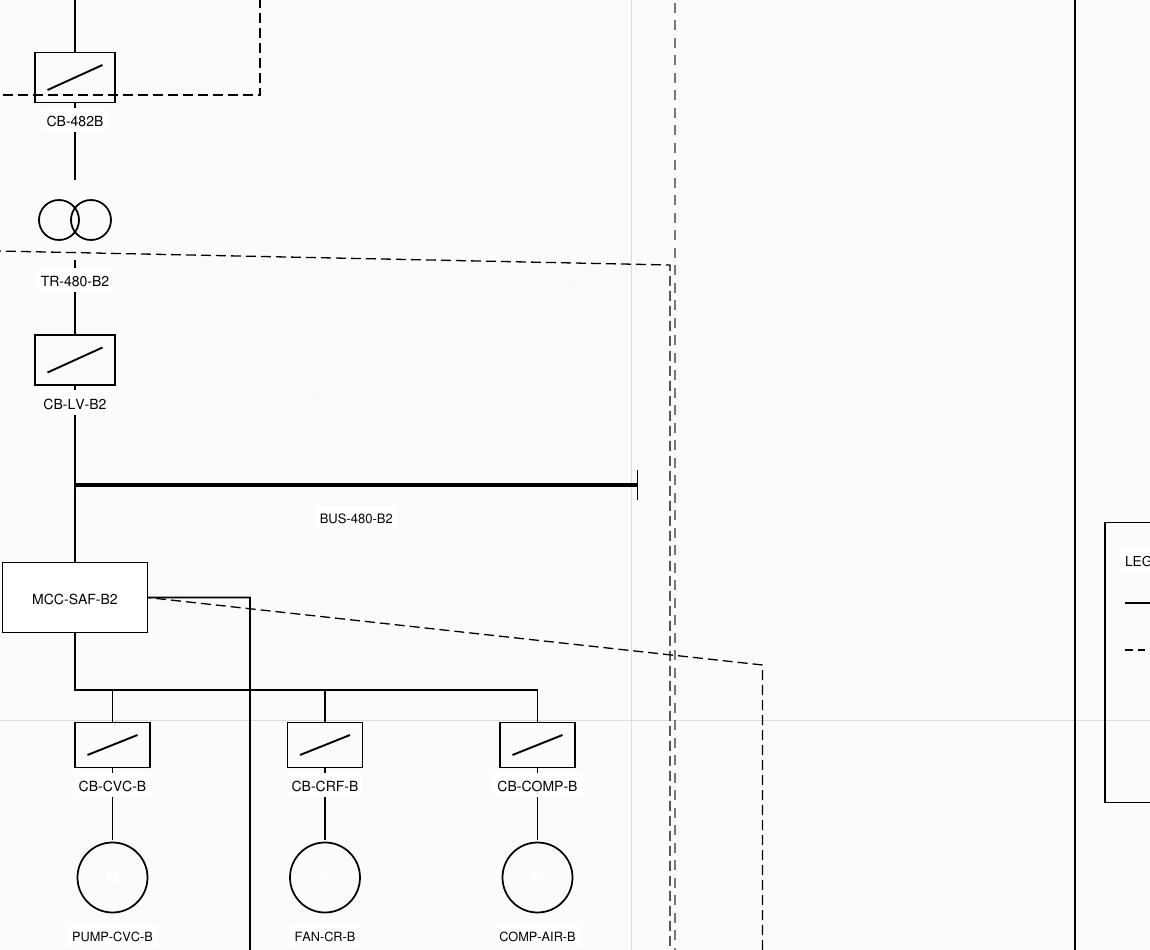 CB-482B
TR-480-B2
CB-LV-B2
BUS-480-B2
LEG
MCC-SAF-B2
CB-CVC-B
CB-CRF-B
CB-COMP-B
PUMP-CVC-B
FAN-CR-B
COMP-AIR-B